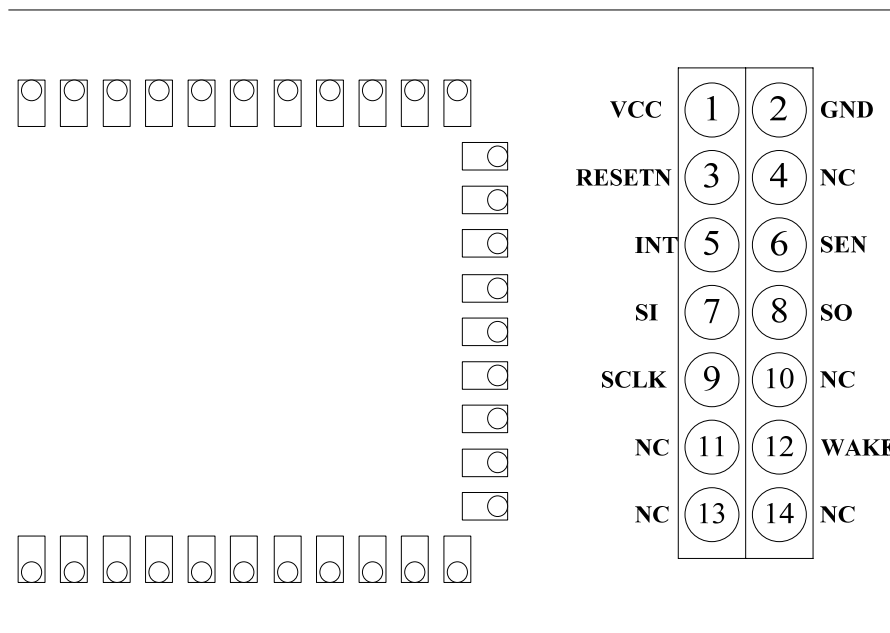 VCC 1 2 GND
RESETN 3 4 NC
INT 5 6 SEN
SI 7 8 SO
SCLK 9 10 NC
NC 11 12 WAKE
NC 13 14 NC